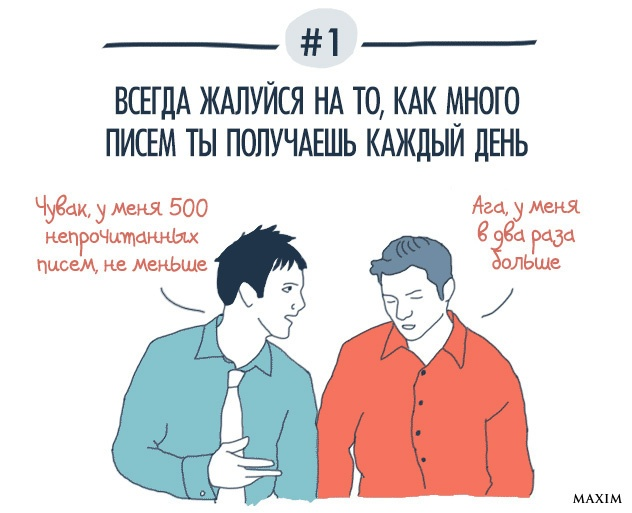 #1
ВСЕГДА ЖАЛУЙСЯ НА ТО, КАК МНОГО
ПИСЕМ ТЫ ПОЛУЧАЕШЬ КАЖДЫЙ ДЕНЬ
Чувак, у меня 500
непрочитанных
писем, не меньше
Ага, у меня
в два раза
больше
MAXIM